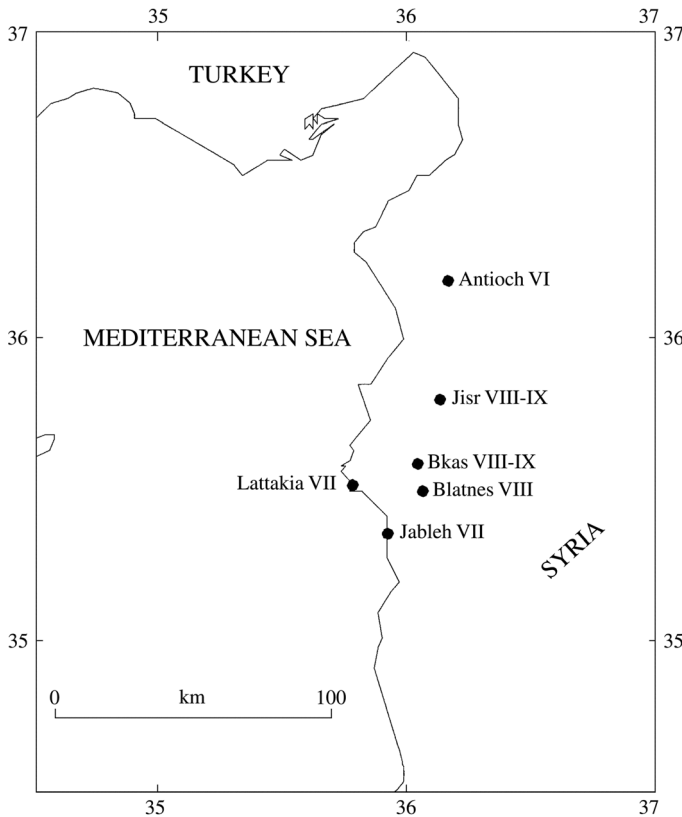 35 36
37 37
TURKEY
Antioch VI
36 MEDITERRANEAN SEA 36
Jisr VIII-IX
Bkas VIII-IX
Lattakia VII
Blatnes VIII
Jableh VII
SYRIA
35 35
0 km 100
35 36 37